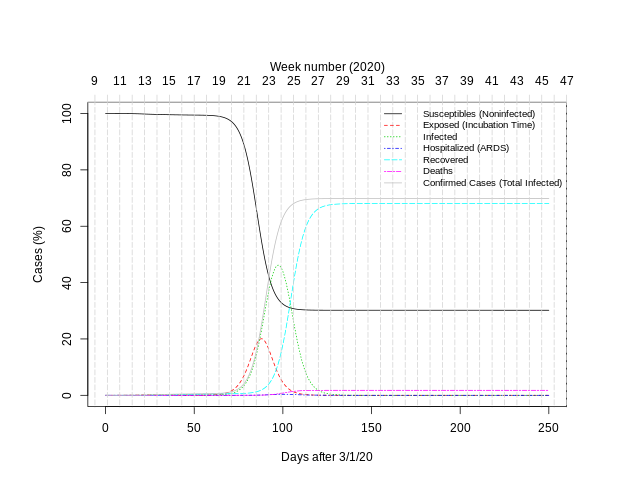 Week number (2020)
9 11 13 15 17 19 21 23 25 27 29 31 33 35 37 39 41 43 45 47
Susceptibles (Noninfected)
Exposed (Incubation Time)
Infected
Hospitalized (ARDS)
Recovered
Deaths
Confirmed Cases (Total Infected)
Cases (%)
100
80
60
40
20
0
0 50 100 150 200 250
Days after 3/1/20